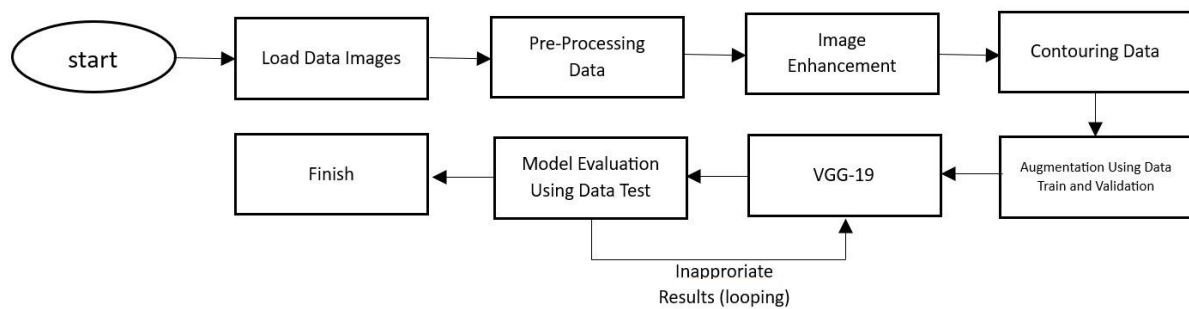 start
Load Data Images
Pre-Processing
Data
Image
Enhancement
Contouring Data
Augmentation Using Data
Train and Validation
VGG-19
Model Evaluation
Using Data Test
Finish
Inapproriate
Results (looping)